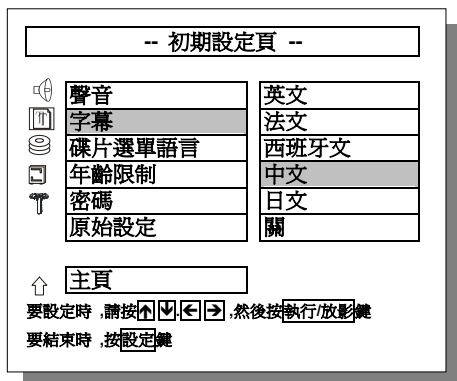 -- 初期設定頁 --
聲音
字幕
碟片選單語言
年齡限制
密碼
原始設定
英文
法文
西班牙文
中文
日文
關
主頁
要設定時 ,請按↑↓.←→ ,然後按執行/放影鍵
要結束時 ,按設定鍵